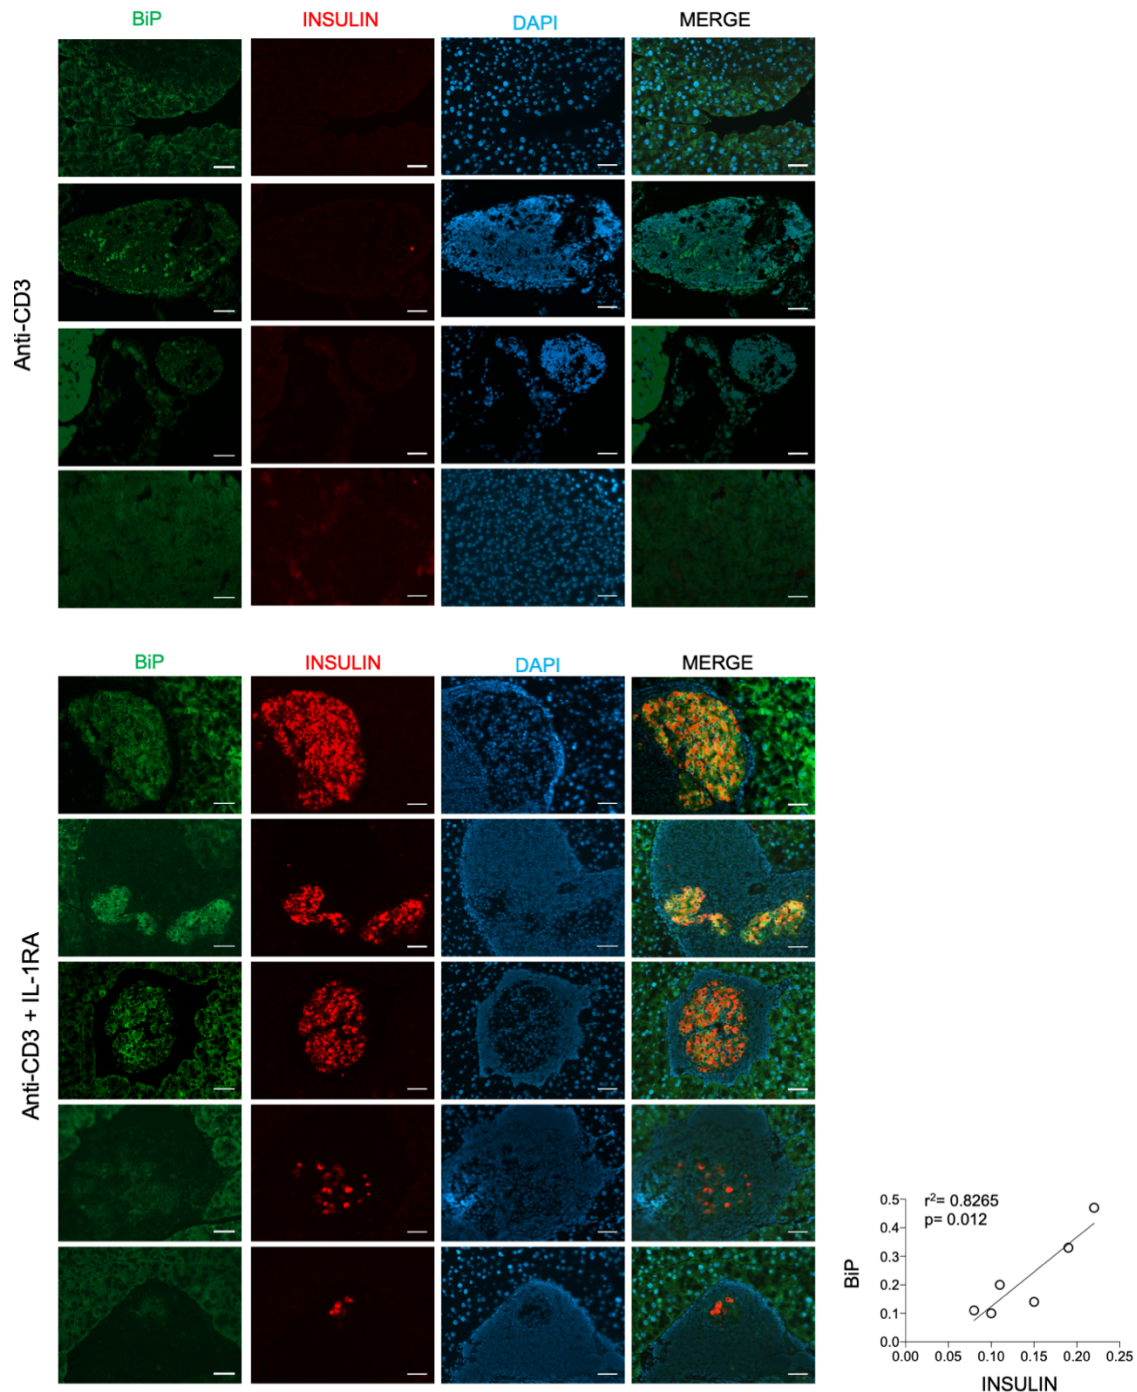 BiP INSULIN DAPI MERGE
Anti-CD3
BiP INSULIN DAPI MERGE
Anti-CD3 + IL-1RA
r²= 0.8265
p= 0.012
0.5
0.4
0.3
0.2
0.1
0.0
BiP
0.00 0.05 0.10 0.15 0.20 0.25
INSULIN